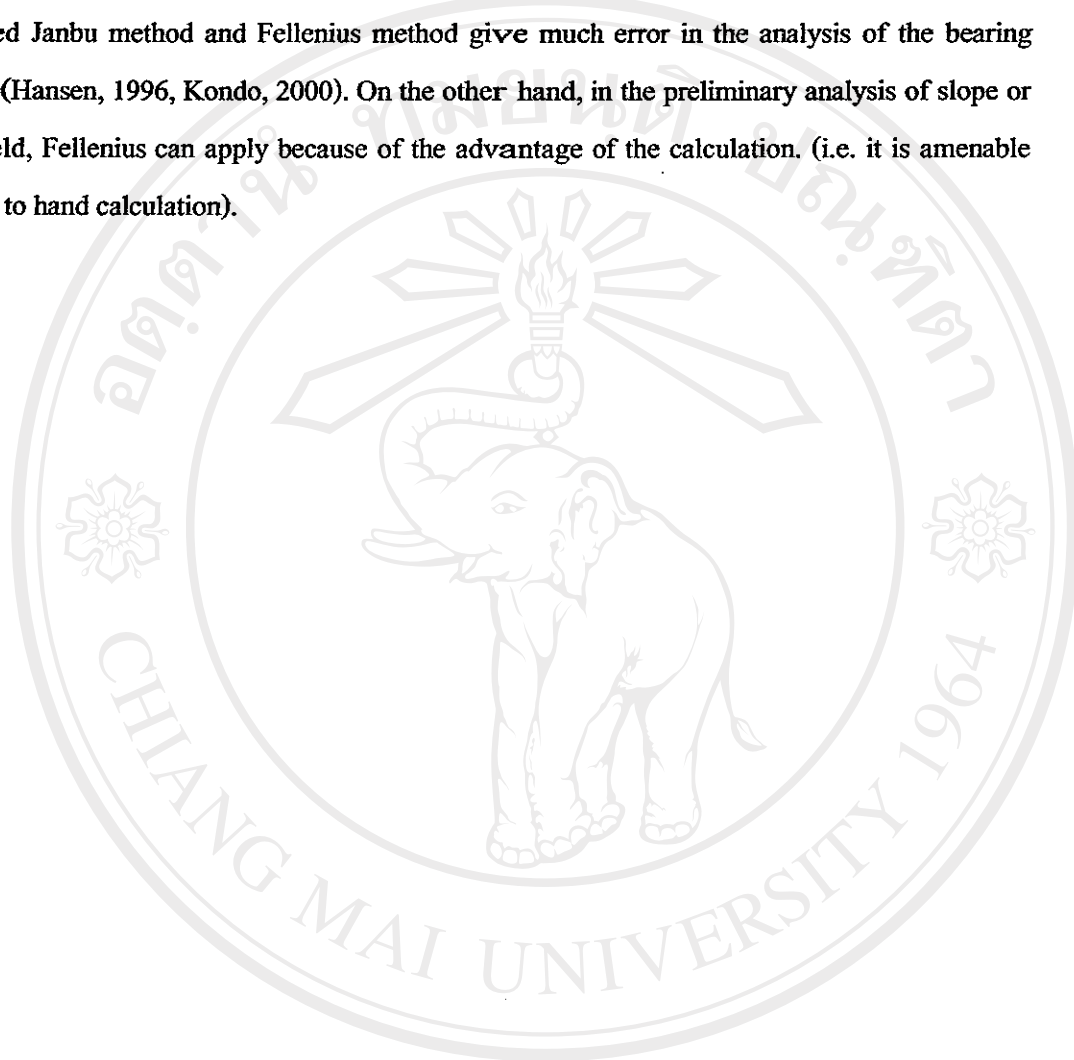 ed Janbu method and Fellenius method give much error in the analysis of the bearing
(Hansen, 1996, Kondo, 2000). On the other hand, in the preliminary analysis of slope or
eld, Fellenius can apply because of the advantage of the calculation. (i.e. it is amenable
to hand calculation).
CHIANG MAI UNIVERSITY 1964